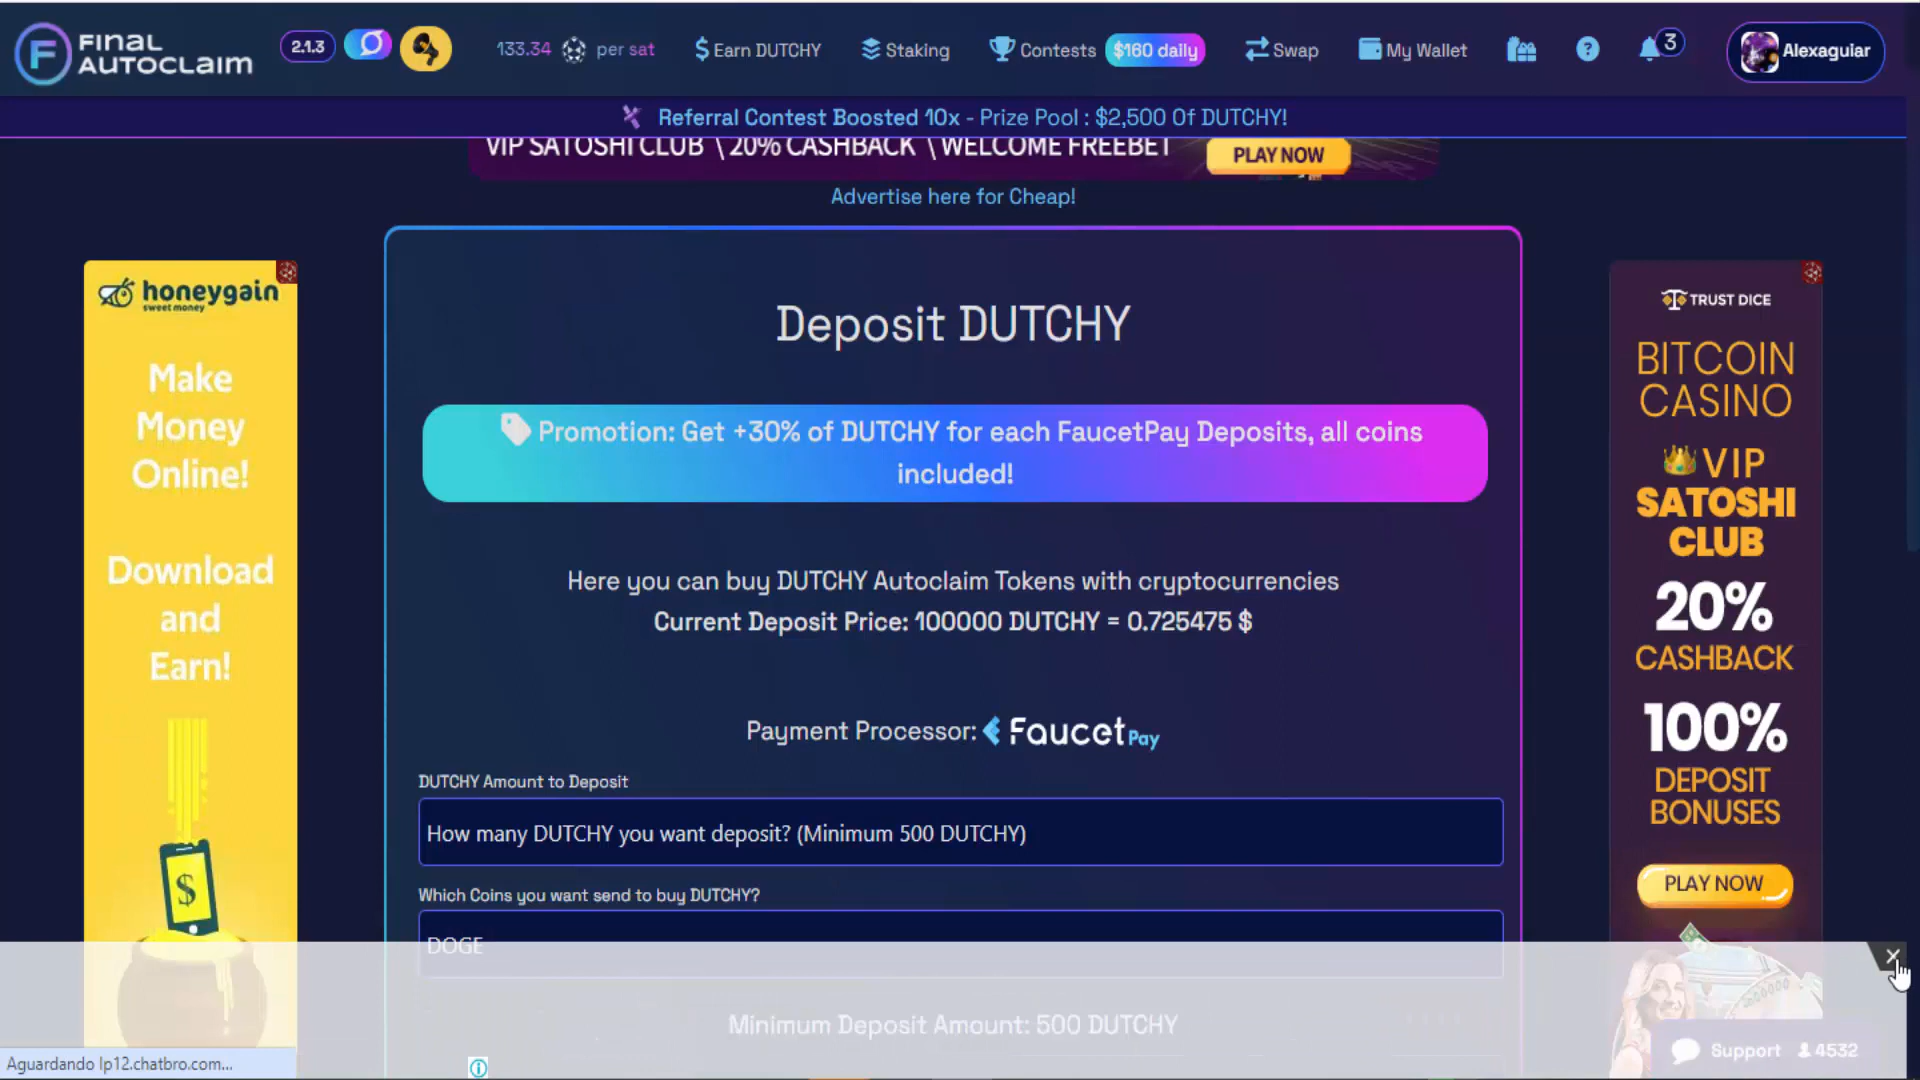 FINAL AUTOCLAIM
2.1.3
133.34 per sat
Earn DUTCHY
Staking
Contests $160 daily
Swap
My Wallet
3
Alexaguiar
Referral Contest Boosted 10x - Prize Pool : $2,500 Of DUTCHY!
VIP SATOSHI CLUB \ 20% CASHBACK \ WELCOME FREEBET
PLAY NOW
Advertise here for Cheap!
honeygain
sweet money
Make
Money
Online!
Download
and
Earn!
$
Deposit DUTCHY
Promotion: Get +30% of DUTCHY for each FaucetPay Deposits, all coins
included!
Here you can buy DUTCHY Autoclaim Tokens with cryptocurrencies
Current Deposit Price: 100000 DUTCHY = 0.725475 $
Payment Processor: FaucetPay
DUTCHY Amount to Deposit
How many DUTCHY you want deposit? (Minimum 500 DUTCHY)
Which Coins you want send to buy DUTCHY?
DOGE
Minimum Deposit Amount: 500 DUTCHY
TRUST DICE
BITCOIN
CASINO
VIP
SATOSHI
CLUB
20%
CASHBACK
100%
DEPOSIT
BONUSES
PLAY NOW
Support 4532
Aguardando lp12.chatbro.com...